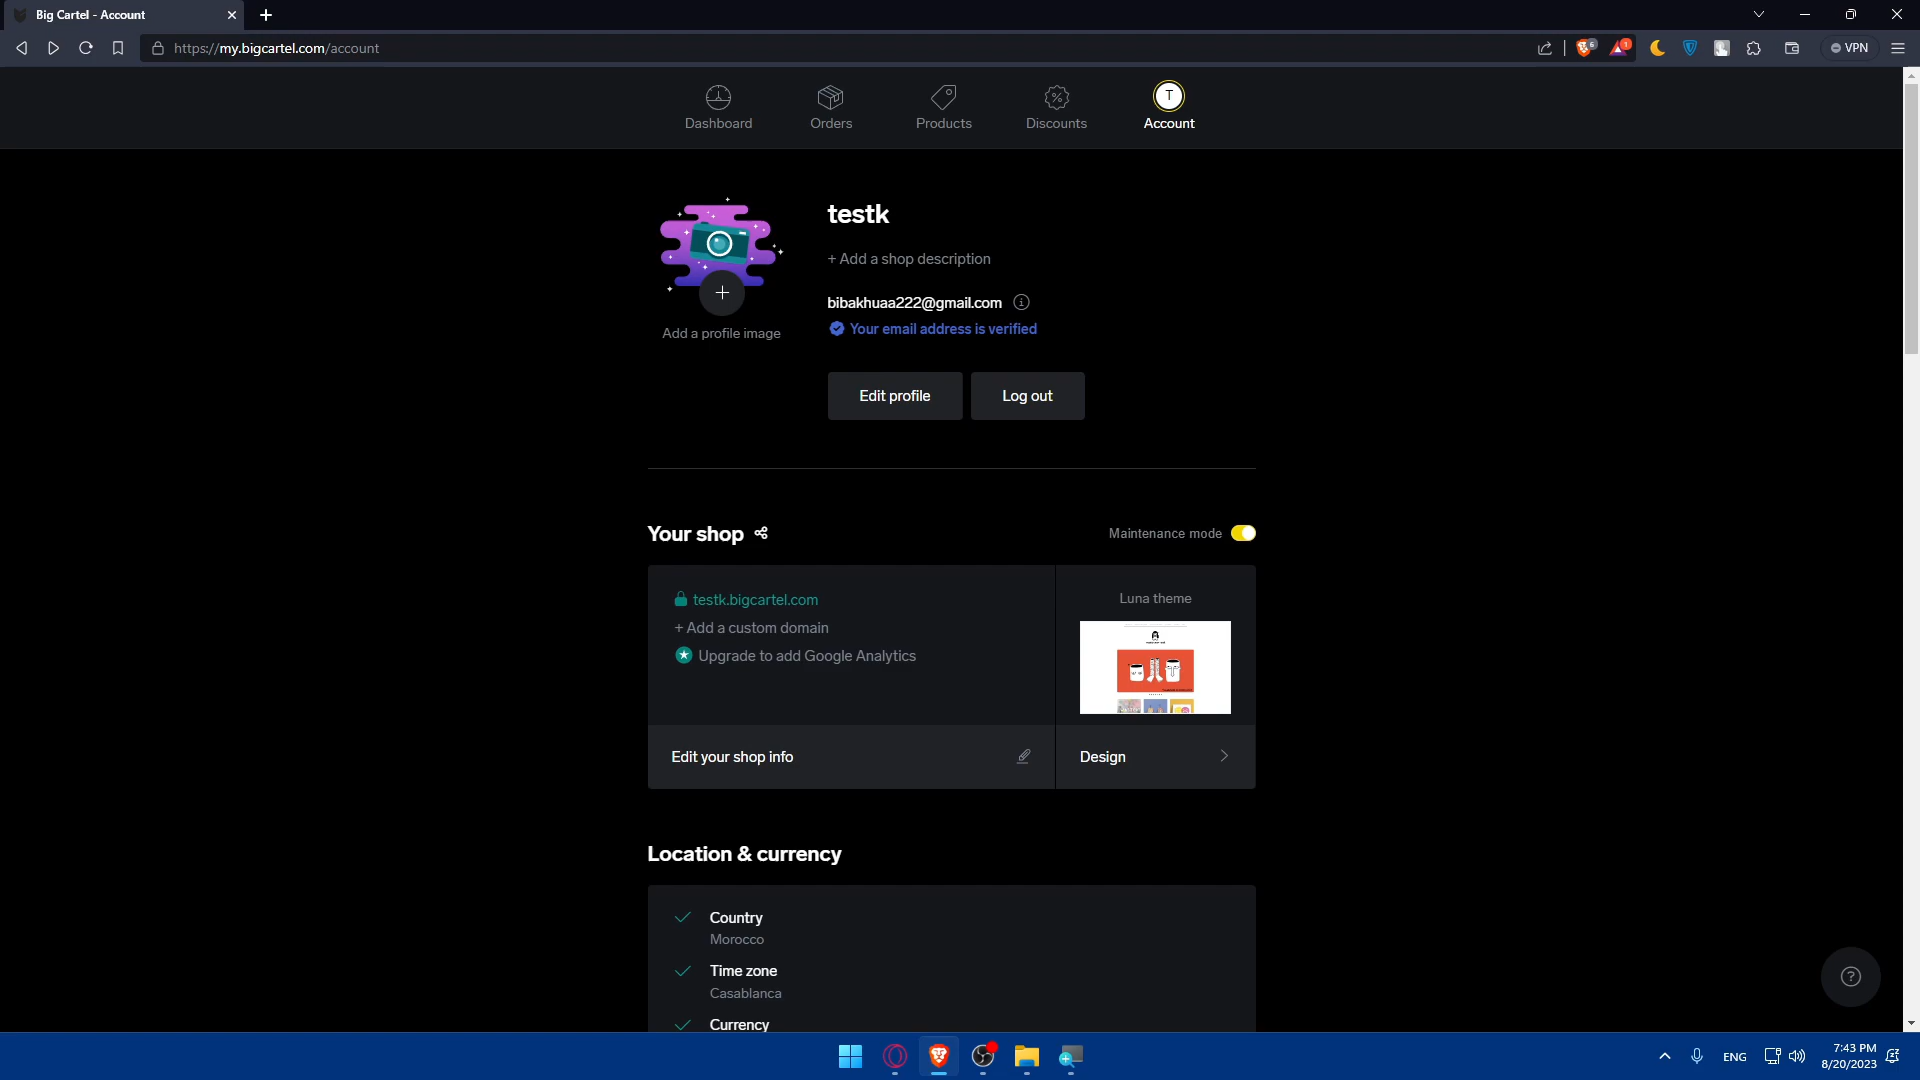 Big Cartel - Account
https://my.bigcartel.com/account
6
1
VPN
Dashboard
Orders
Products
Discounts
T
Account
testk
+ Add a shop description
bibakhuaa222@gmail.com
Your email address is verified
Add a profile image
Edit profile
Log out
Your shop
Maintenance mode
testk.bigcartel.com
+ Add a custom domain
Upgrade to add Google Analytics
Luna theme
Edit your shop info
Design
Location & currency
Country
Morocco
Time zone
Casablanca
Currency
ENG
7:43 PM
8/20/2023